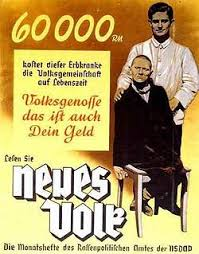 60000 RM
kostet dieser Erbkranke
die Volksgemeinschaft
auf Lebenszeit
Volksgenosse
das ist auch
Dein Geld
Lesen Sie
Neues
Volk
Die Monatshefte des Rassenpolitischen Amtes der NSDAP